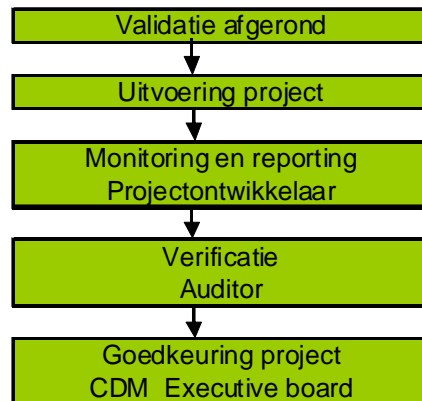 Validatie afgerond
Uitvoering project
Monitoring en reporting
Projectontwikkelaar
Verificatie
Auditor
Goedkeuring project
CDM Executive board